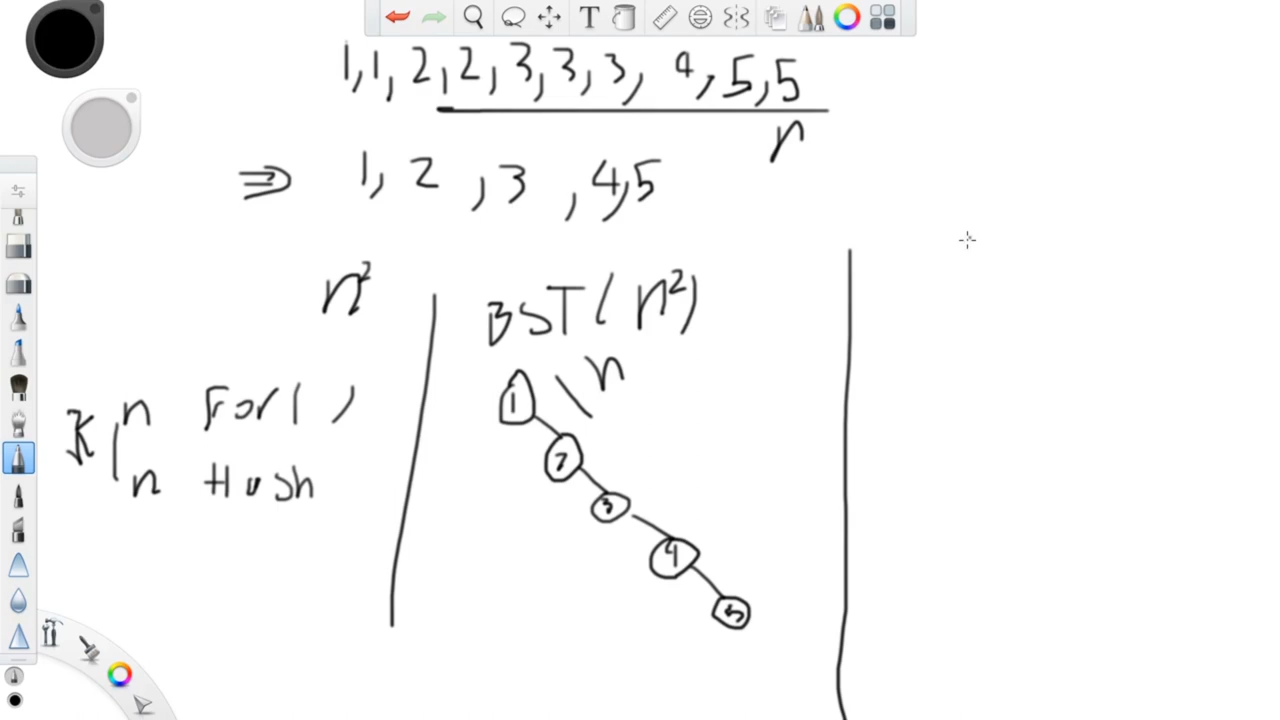 1, 1, 2, 2, 3, 3, 3, 4, 5, 5
n
⇒ 1, 2, 3, 4, 5
n²
BST(n²)
n
n For( )
n Hash
1
2
3
4
5